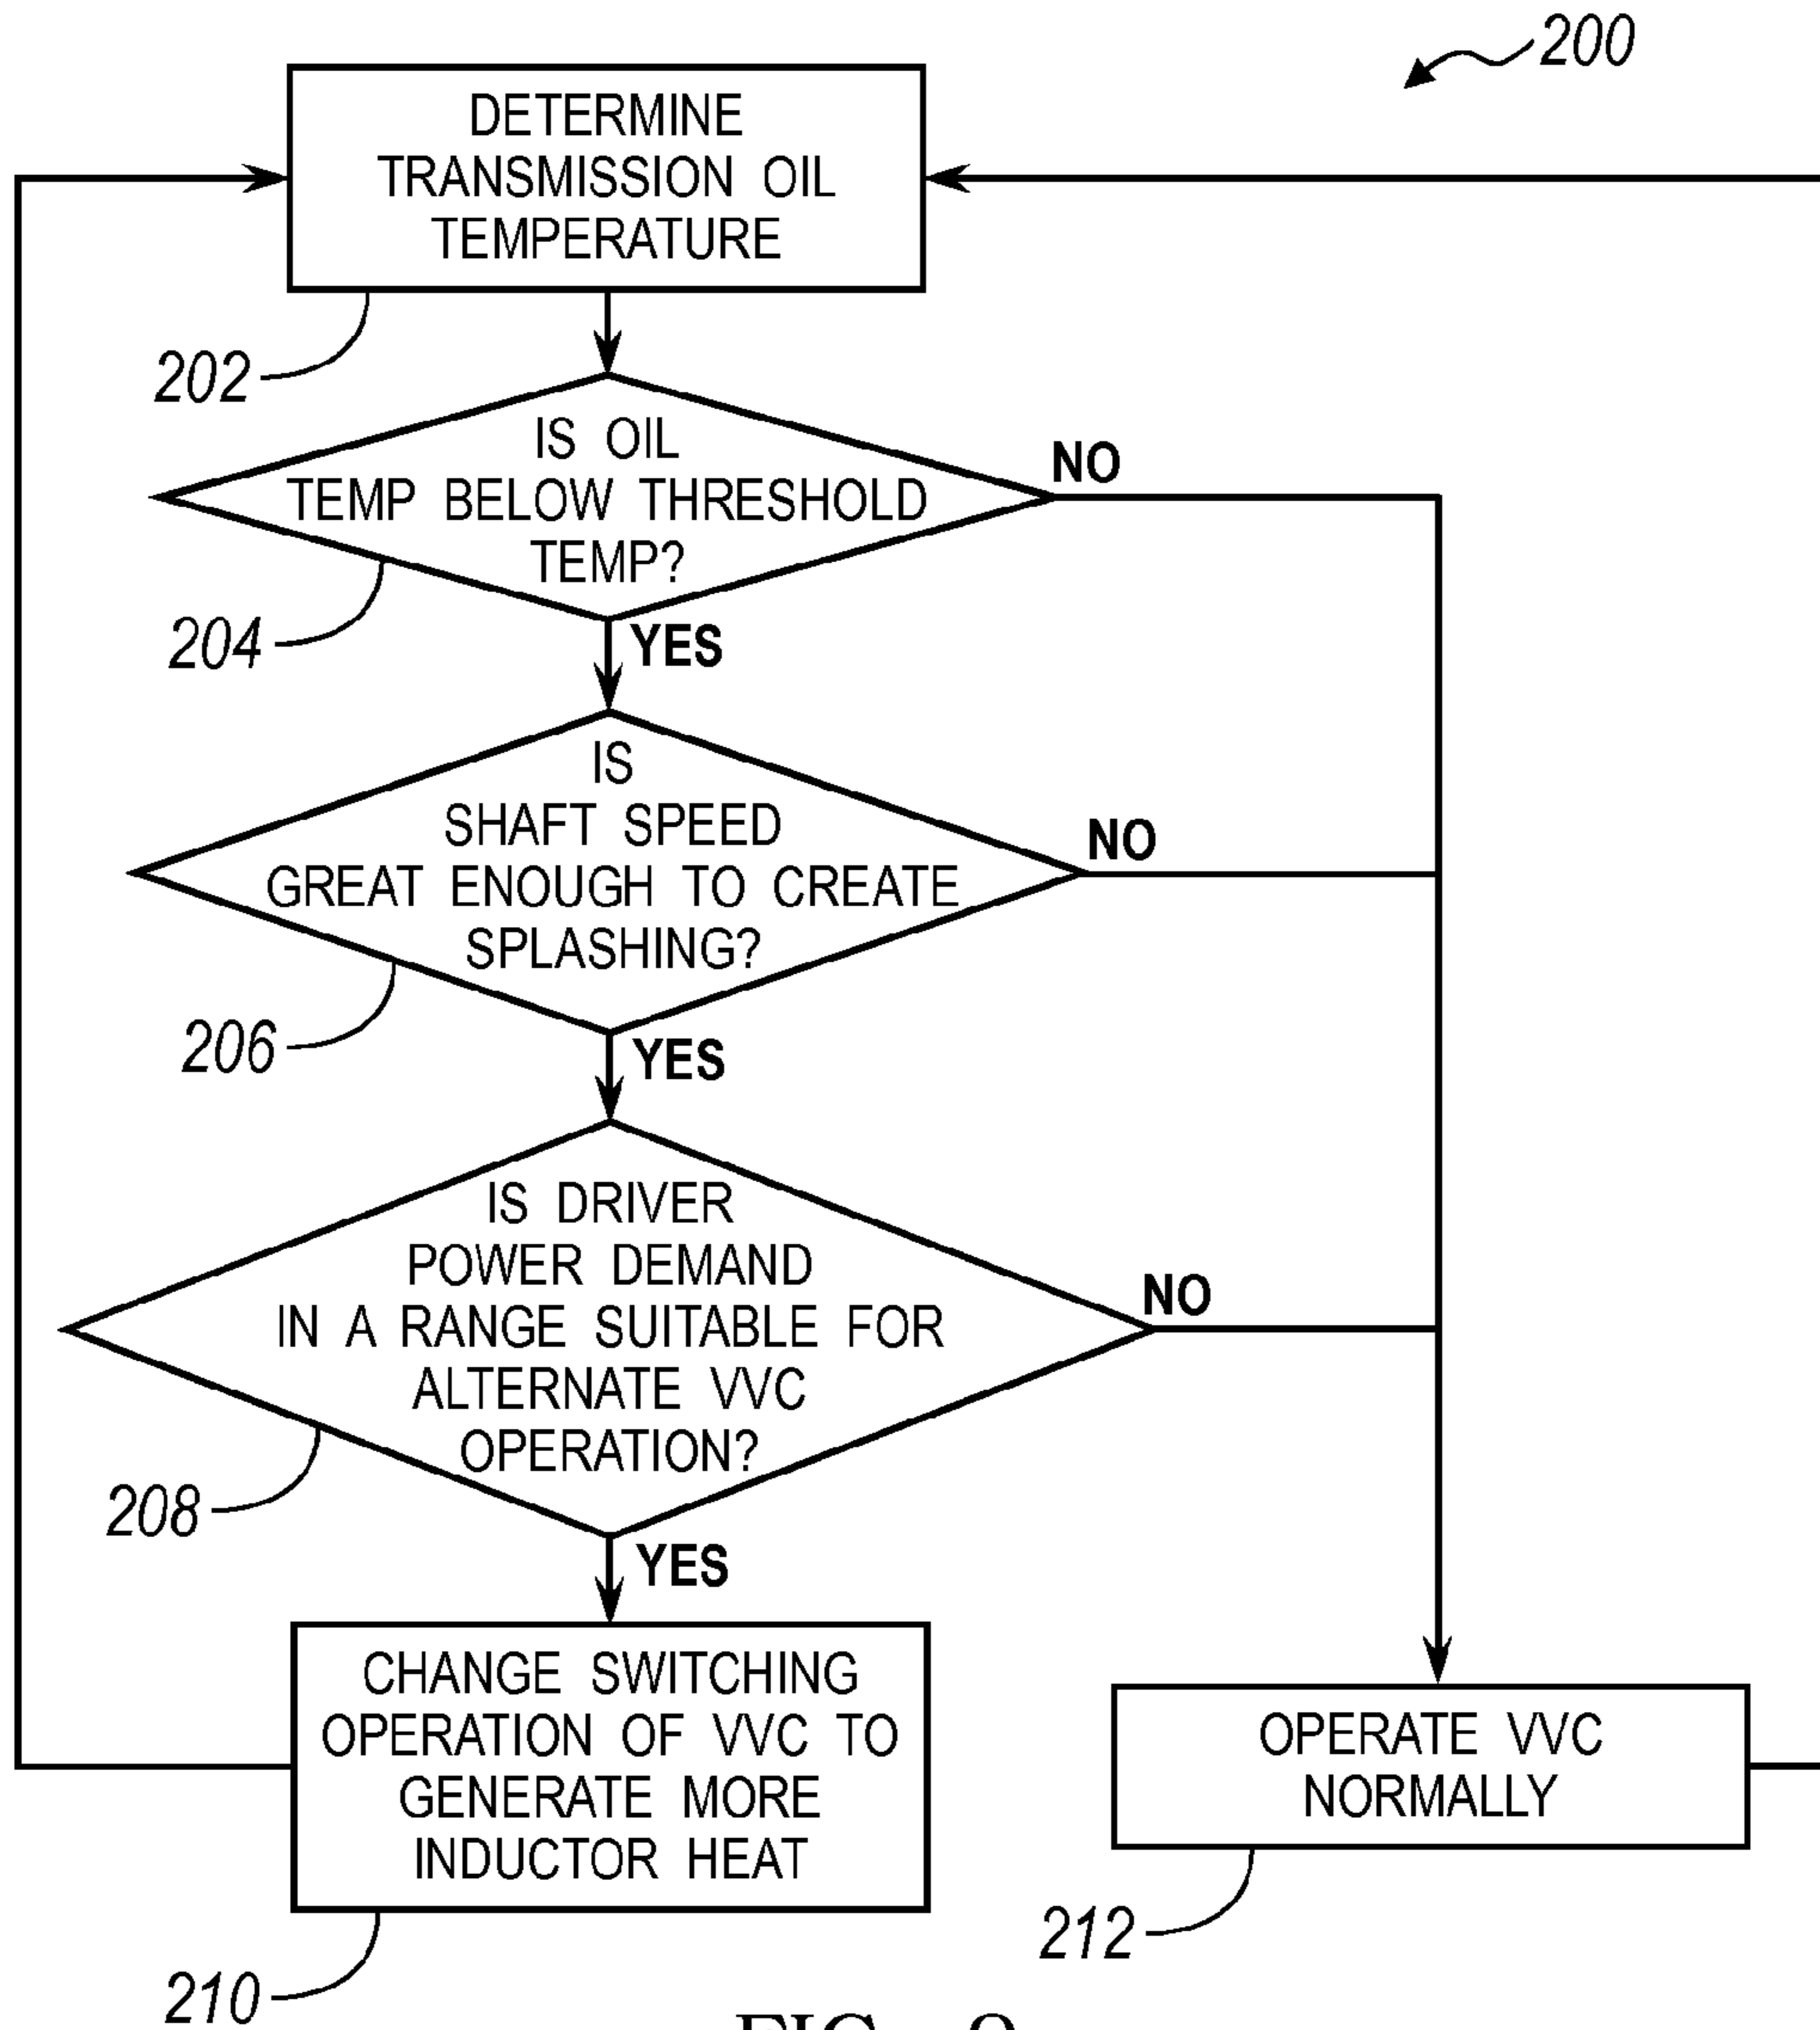 200
DETERMINE
TRANSMISSION OIL
TEMPERATURE
202
IS OIL
TEMP BELOW THRESHOLD
TEMP?
NO
204
YES
IS
SHAFT SPEED
GREAT ENOUGH TO CREATE
SPLASHING?
NO
206
YES
IS DRIVER
POWER DEMAND
IN A RANGE SUITABLE FOR
ALTERNATE VVC
OPERATION?
NO
208
YES
CHANGE SWITCHING
OPERATION OF VVC TO
GENERATE MORE
INDUCTOR HEAT
OPERATE VVC
NORMALLY
212
210